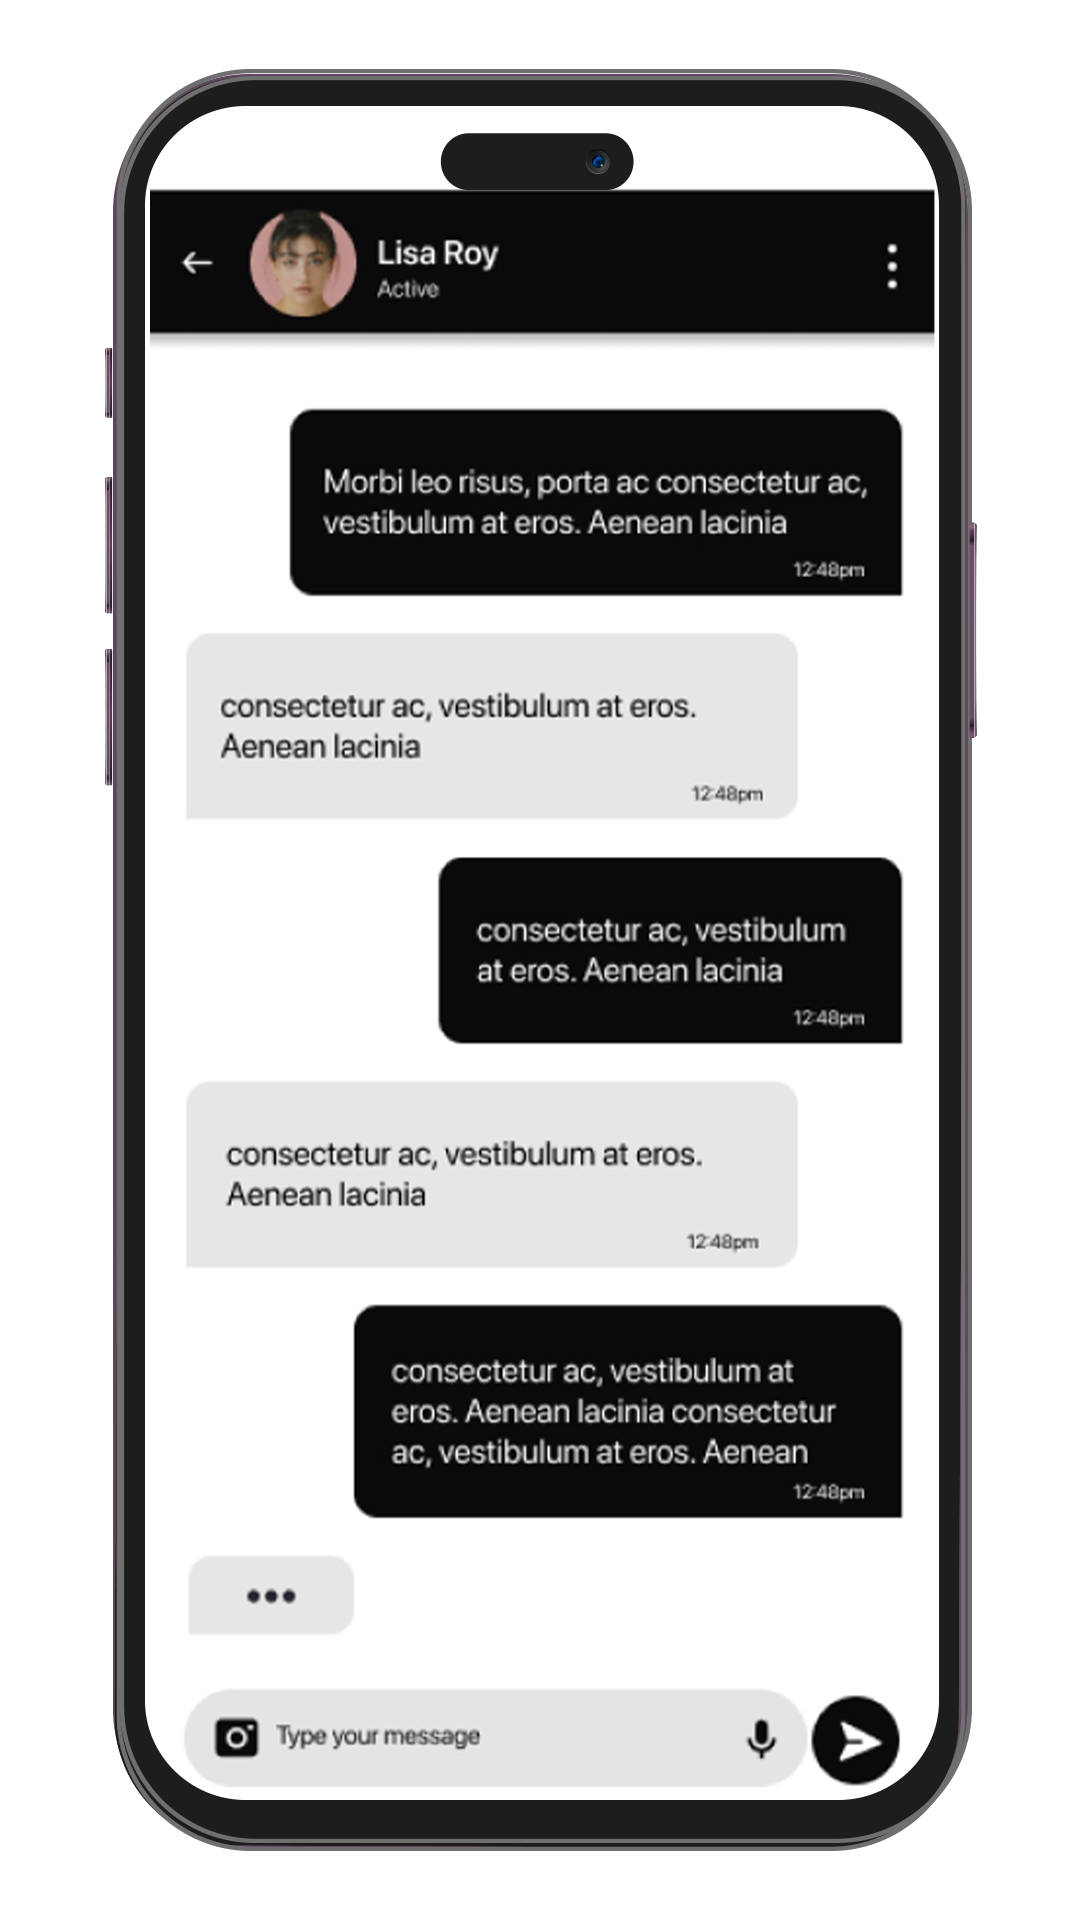 Lisa Roy
Active
Morbi leo risus, porta ac consectetur ac,
vestibulum at eros. Aenean lacinia
12:48pm
consectetur ac, vestibulum at eros.
Aenean lacinia
12:48pm
consectetur ac, vestibulum
at eros. Aenean lacinia
12:48pm
consectetur ac, vestibulum at eros.
Aenean lacinia
12:48pm
consectetur ac, vestibulum at
eros. Aenean lacinia consectetur
ac, vestibulum at eros. Aenean
12:48pm
Type your message